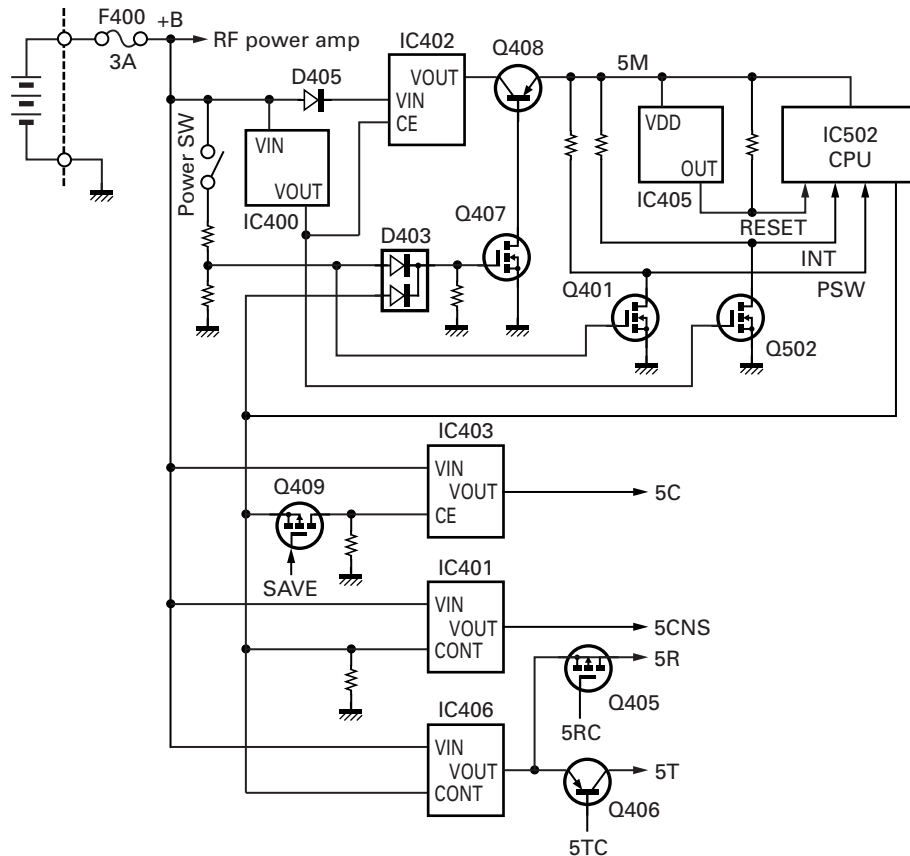 F400
+B
3A
RF power amp
IC402
VOUT
VIN
CE
Q408
5M
D405
Power SW
VIN
VOUT
IC400
VDD
OUT
IC405
IC502
CPU
RESET
INT
PSW
D403
Q407
Q401
Q502
IC403
VIN
VOUT
CE
5C
Q409
SAVE
IC401
VIN
VOUT
CONT
5CNS
5R
Q405
5RC
IC406
VIN
VOUT
CONT
5T
Q406
5TC